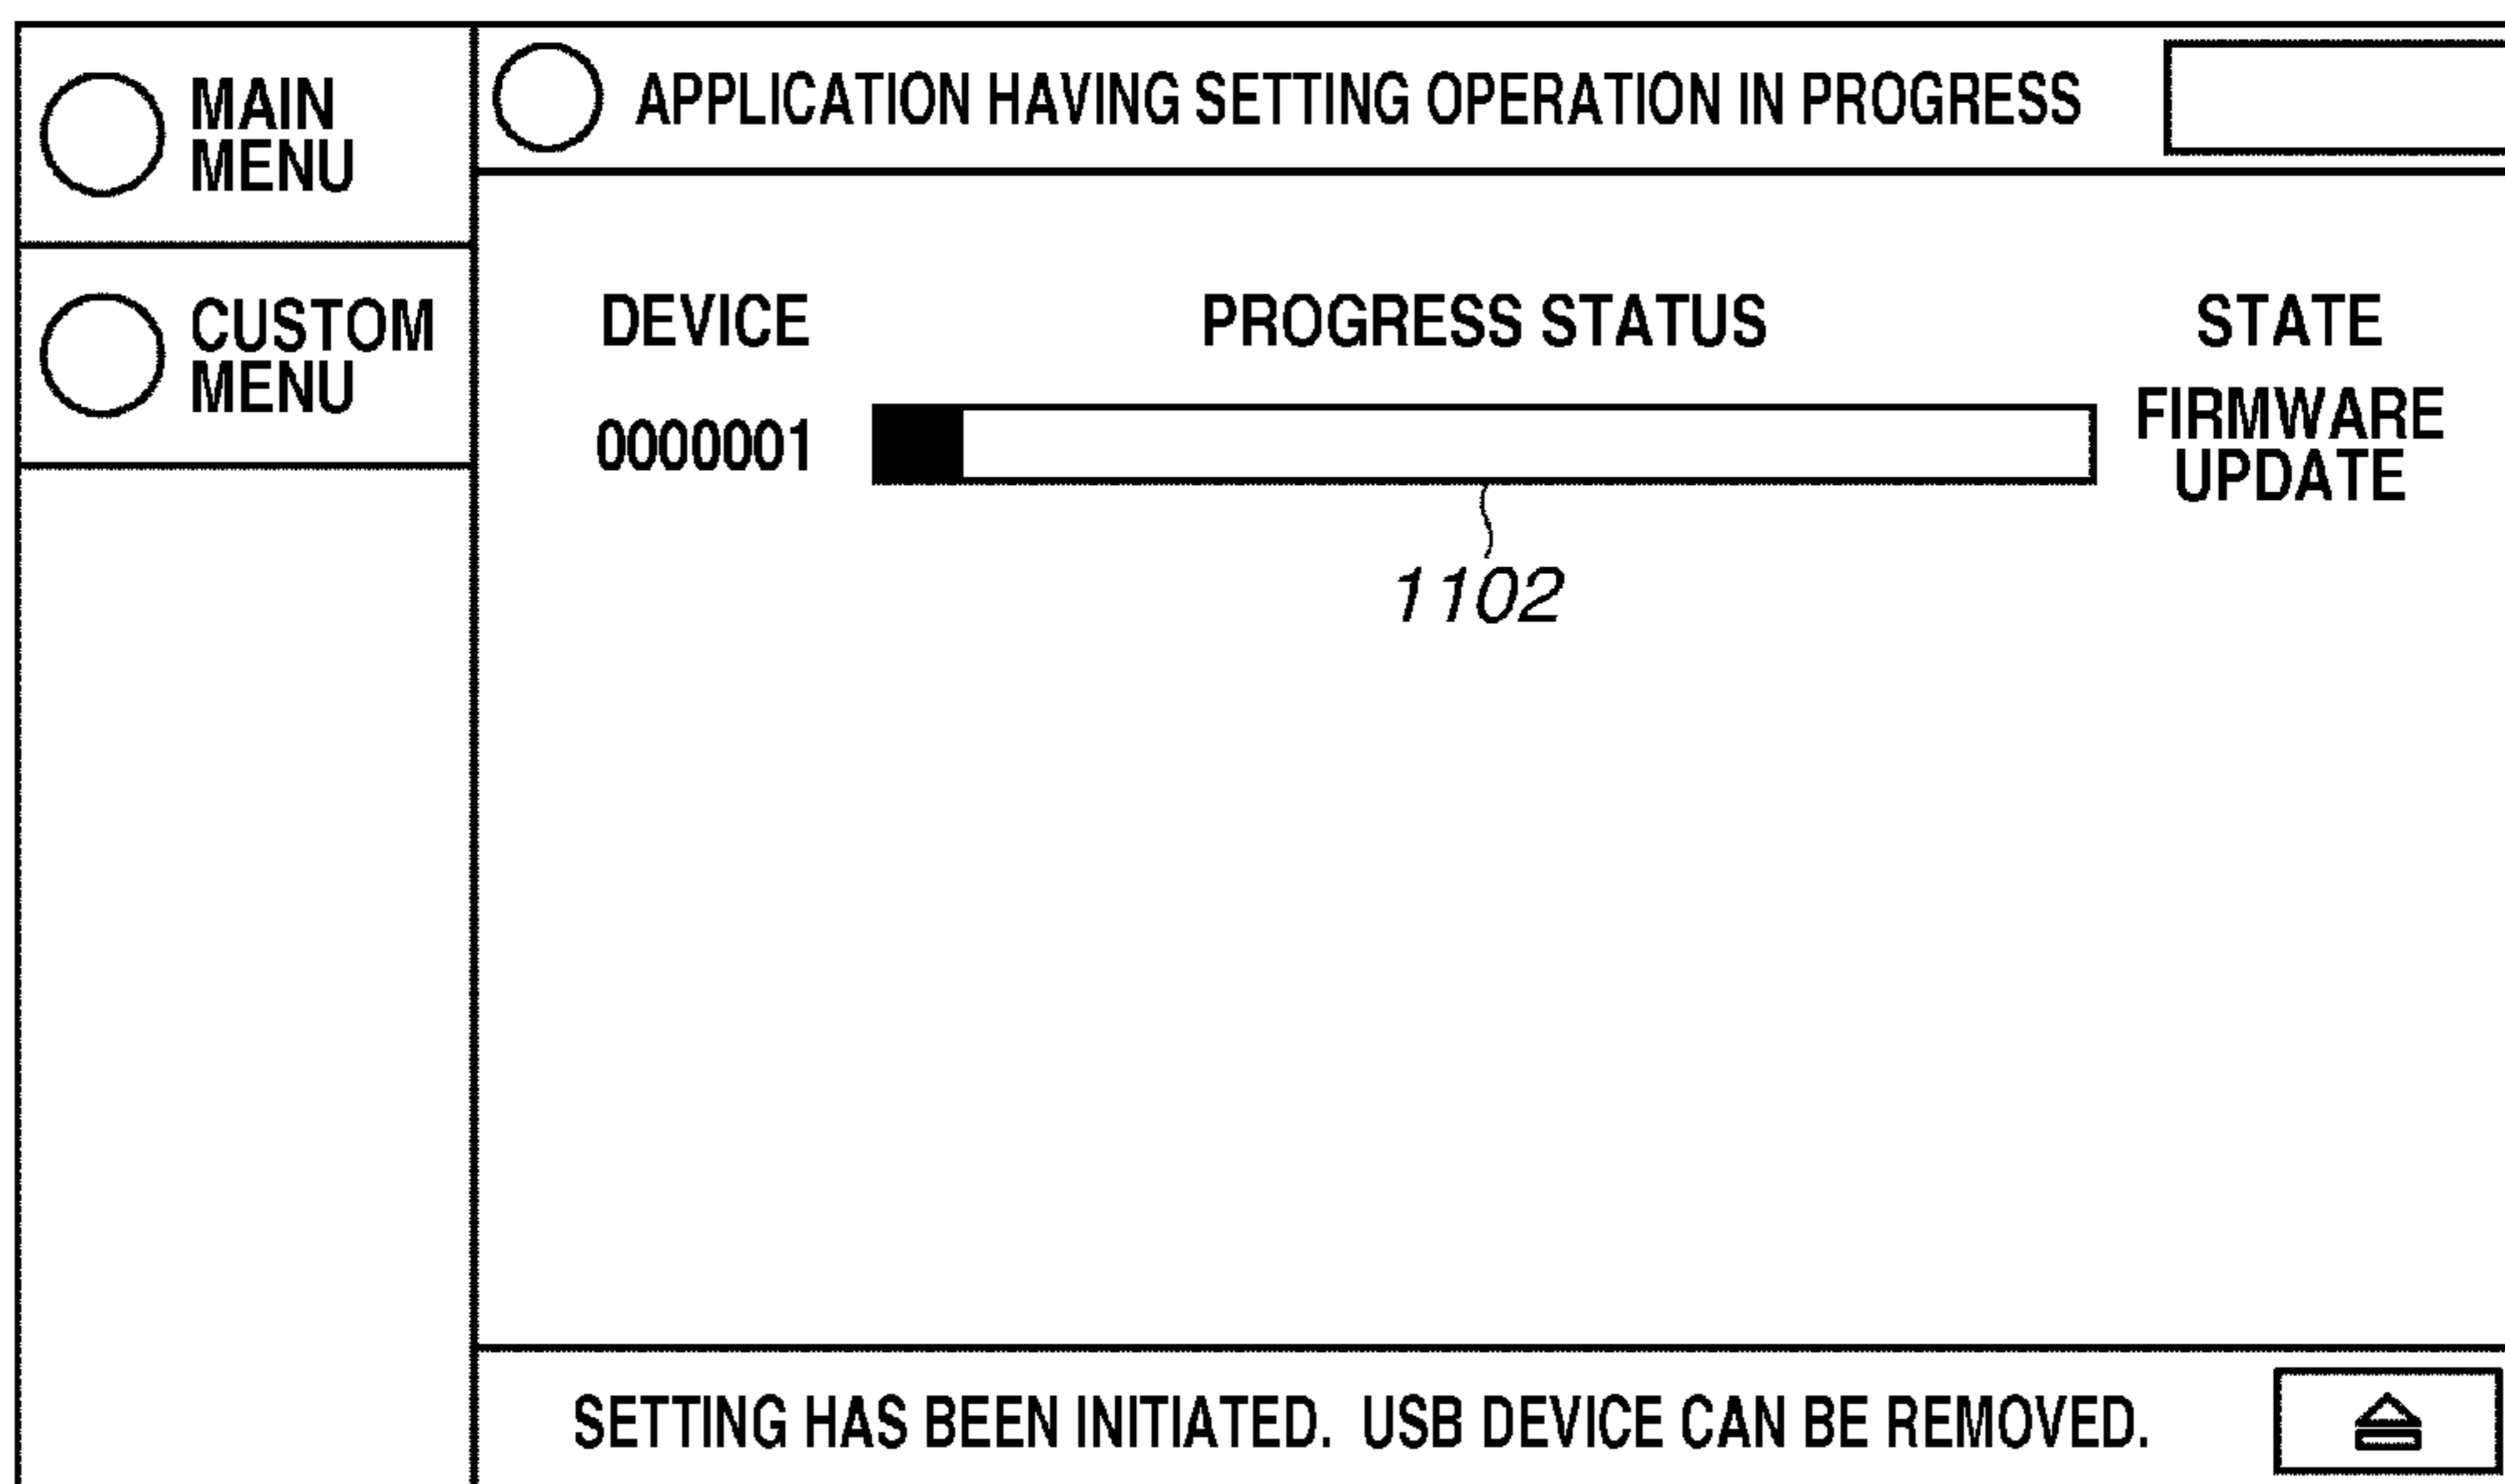 MAIN
MENU
CUSTOM
MENU
APPLICATION HAVING SETTING OPERATION IN PROGRESS
DEVICE PROGRESS STATUS STATE
0000001 FIRMWARE
UPDATE
1102
SETTING HAS BEEN INITIATED. USB DEVICE CAN BE REMOVED.